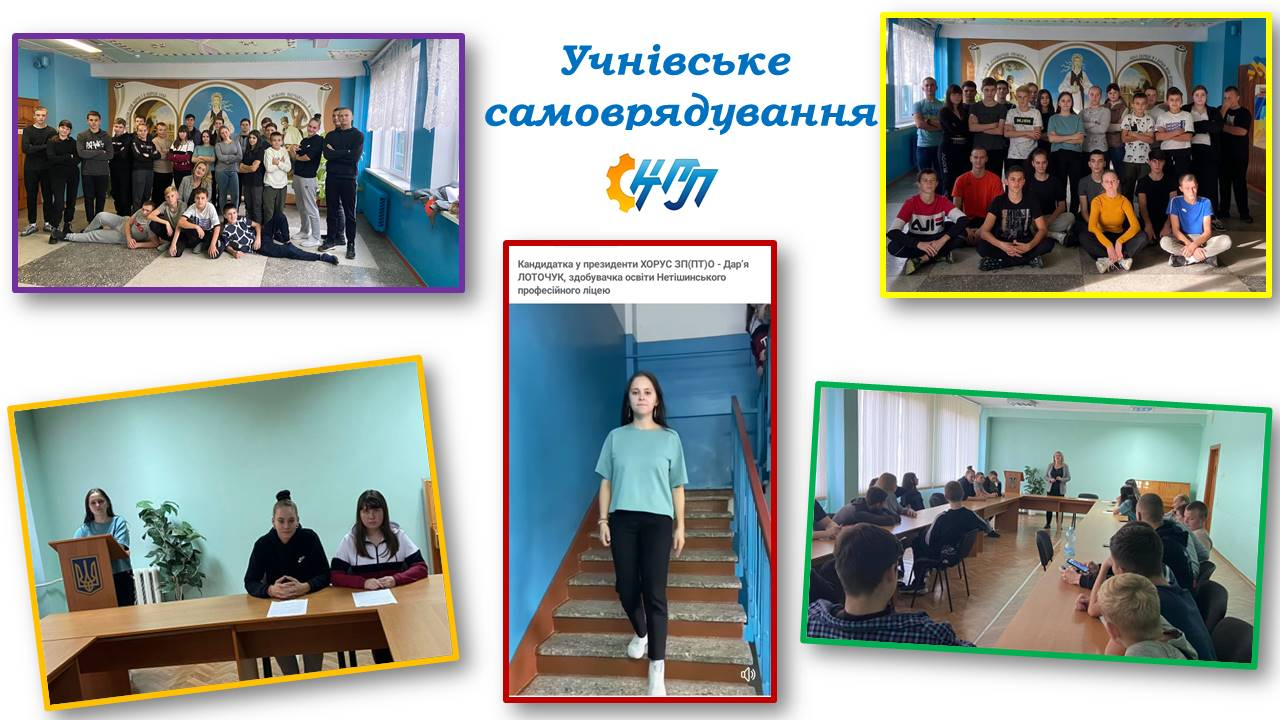 Учнівське
самоврядування
НПЛ
Кандидатка у президенти ХОРУС ЗП(ПТ)О - Дар’я
ЛОТОЧУК, здобувачка освіти Нетішинського
професійного ліцею